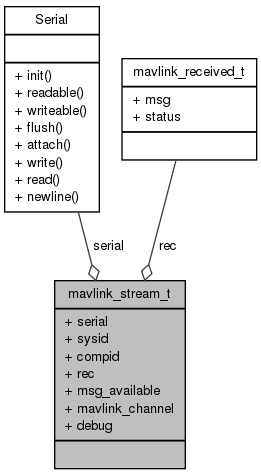 Serial
+ init()
+ readable()
+ writeable()
+ flush()
+ attach()
+ write()
+ read()
+ newline()
mavlink_received_t
+ msg
+ status
serial
rec
mavlink_stream_t
+ serial
+ sysid
+ compid
+ rec
+ msg_available
+ mavlink_channel
+ debug